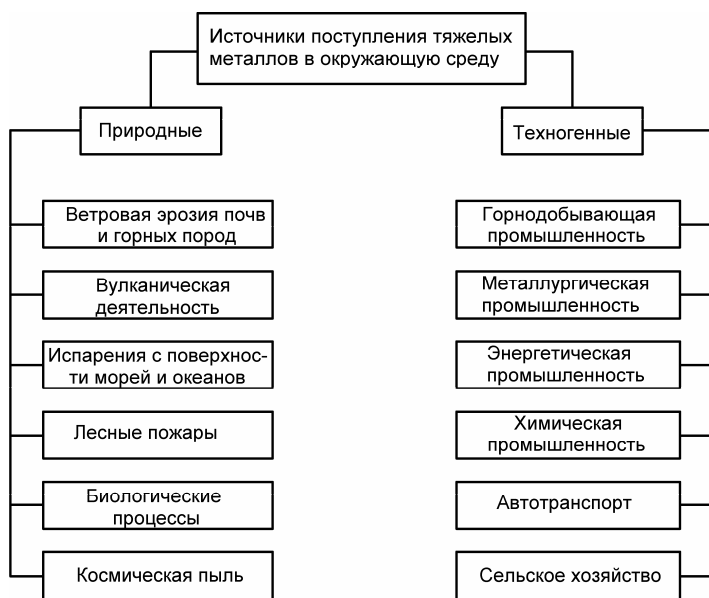 Источники поступления тяжелых
металлов в окружающую среду
Природные
Техногенные
Ветровая эрозия почв
и горных пород
Вулканическая
деятельность
Испарения с поверхнос-
ти морей и океанов
Лесные пожары
Биологические
процессы
Космическая пыль
Горнодобывающая
промышленность
Металлургическая
промышленность
Энергетическая
промышленность
Химическая
промышленность
Автотранспорт
Сельское хозяйство